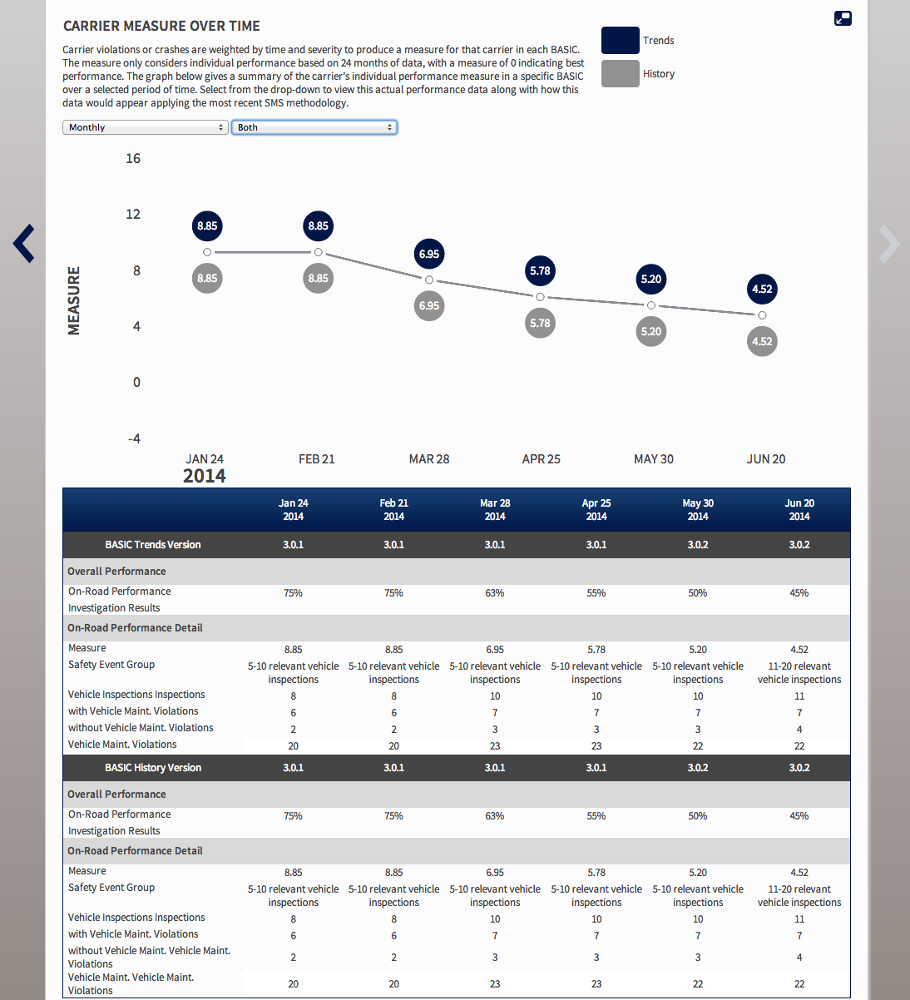 CARRIER MEASURE OVER TIME
Carrier violations or crashes are weighted by time and severity to produce a measure for that carrier in each BASIC.
The measure only considers individual performance based on 24 months of data, with a measure of 0 indicating best
performance. The graph below gives a summary of the carrier's individual performance measure in a specific BASIC
over a selected period of time. Select from the drop-down to view this actual performance data along with how this
data would appear applying the most recent SMS methodology.
Trends
History
Monthly Both
16
12
8
4
0
-4
MEASURE
8.85 8.85 6.95 5.78 5.20 4.52
8.85 8.85 6.95 5.78 5.20 4.52
JAN 24 FEB 21 MAR 28 APR 25 MAY 30 JUN 20
2014
Jan 24 Feb 21 Mar 28 Apr 25 May 30 Jun 20
2014 2014 2014 2014 2014 2014
BASIC Trends Version 3.0.1 3.0.1 3.0.1 3.0.1 3.0.2 3.0.2
Overall Performance
On-Road Performance 75% 75% 63% 55% 50% 45%
Investigation Results
On-Road Performance Detail
Measure 8.85 8.85 6.95 5.78 5.20 4.52
Safety Event Group 5-10 relevant vehicle 5-10 relevant vehicle 5-10 relevant vehicle 5-10 relevant vehicle 5-10 relevant vehicle 11-20 relevant
inspections inspections inspections inspections inspections vehicle inspections
Vehicle Inspections Inspections 8 8 10 10 10 11
with Vehicle Maint. Violations 6 6 7 7 7 7
without Vehicle Maint. Violations 2 2 3 3 3 4
Vehicle Maint. Violations 20 20 23 23 22 22
BASIC History Version 3.0.1 3.0.1 3.0.1 3.0.1 3.0.2 3.0.2
Overall Performance
On-Road Performance 75% 75% 63% 55% 50% 45%
Investigation Results
On-Road Performance Detail
Measure 8.85 8.85 6.95 5.78 5.20 4.52
Safety Event Group 5-10 relevant vehicle 5-10 relevant vehicle 5-10 relevant vehicle 5-10 relevant vehicle 5-10 relevant vehicle 11-20 relevant
inspections inspections inspections inspections inspections vehicle inspections
Vehicle Inspections Inspections 8 8 10 10 10 11
with Vehicle Maint. Violations 6 6 7 7 7 7
without Vehicle Maint. Vehicle Maint.
Violations 2 2 3 3 3 4
Vehicle Maint. Vehicle Maint.
Violations 20 20 23 23 22 22